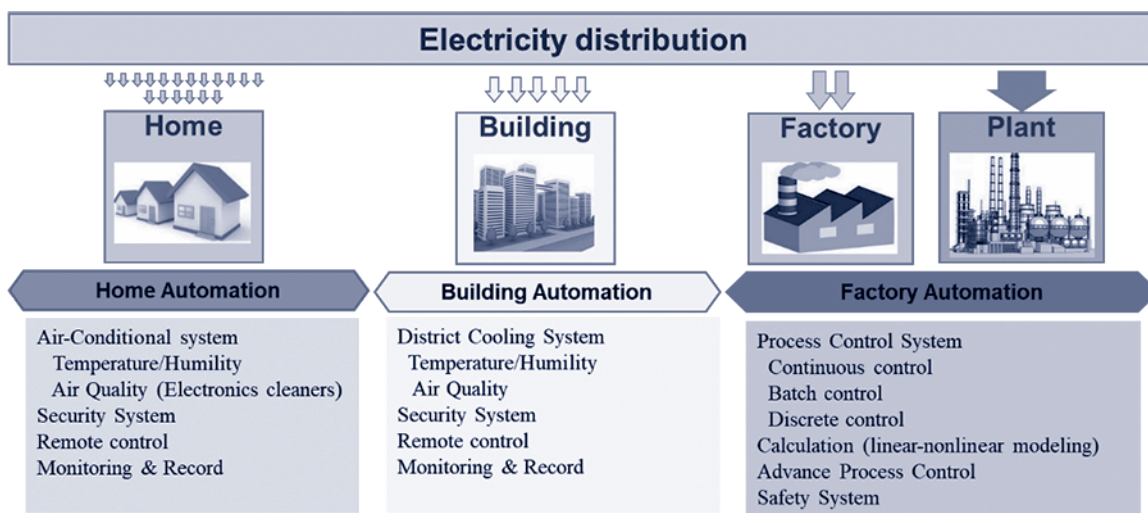 Electricity distribution
Home
Building
Factory
Plant
Home Automation
Air-Conditional system
Temperature/Humility
Air Quality (Electronics cleaners)
Security System
Remote control
Monitoring & Record
Building Automation
District Cooling System
Temperature/Humility
Air Quality
Security System
Remote control
Monitoring & Record
Factory Automation
Process Control System
Continuous control
Batch control
Discrete control
Calculation (linear-nonlinear modeling)
Advance Process Control
Safety System